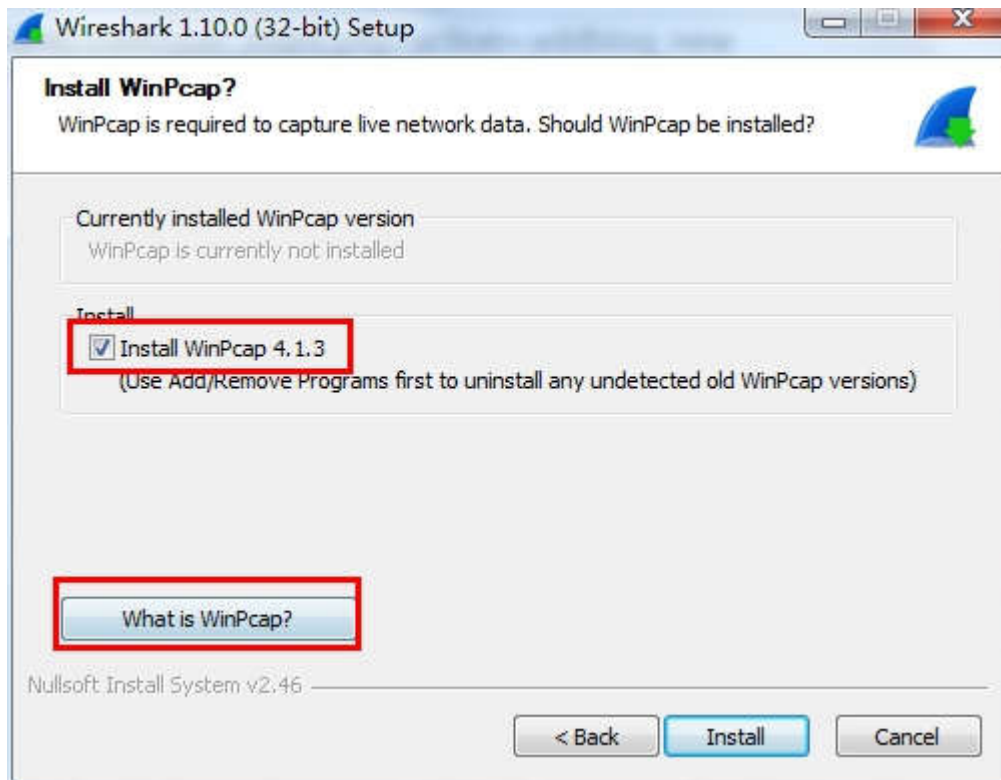 Wireshark 1.10.0 (32-bit) Setup
Install WinPcap?
WinPcap is required to capture live network data. Should WinPcap be installed?
Currently installed WinPcap version
WinPcap is currently not installed
Install
Install WinPcap 4.1.3
(Use Add/Remove Programs first to uninstall any undetected old WinPcap versions)
What is WinPcap?
Nullsoft Install System v2.46
< Back Install Cancel